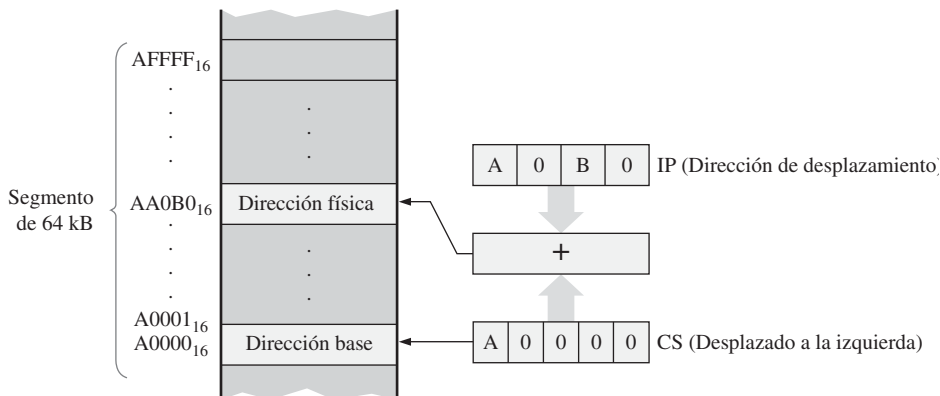 AFFFF16
.
.
.
.
.
.
.
A 0 B 0 IP (Dirección de desplazamiento)
Segmento
de 64 kB
AA0B016 Dirección física
+
.
.
.
.
.
.
.
A000116
A000016 Dirección base
A 0 0 0 0 CS (Desplazado a la izquierda)